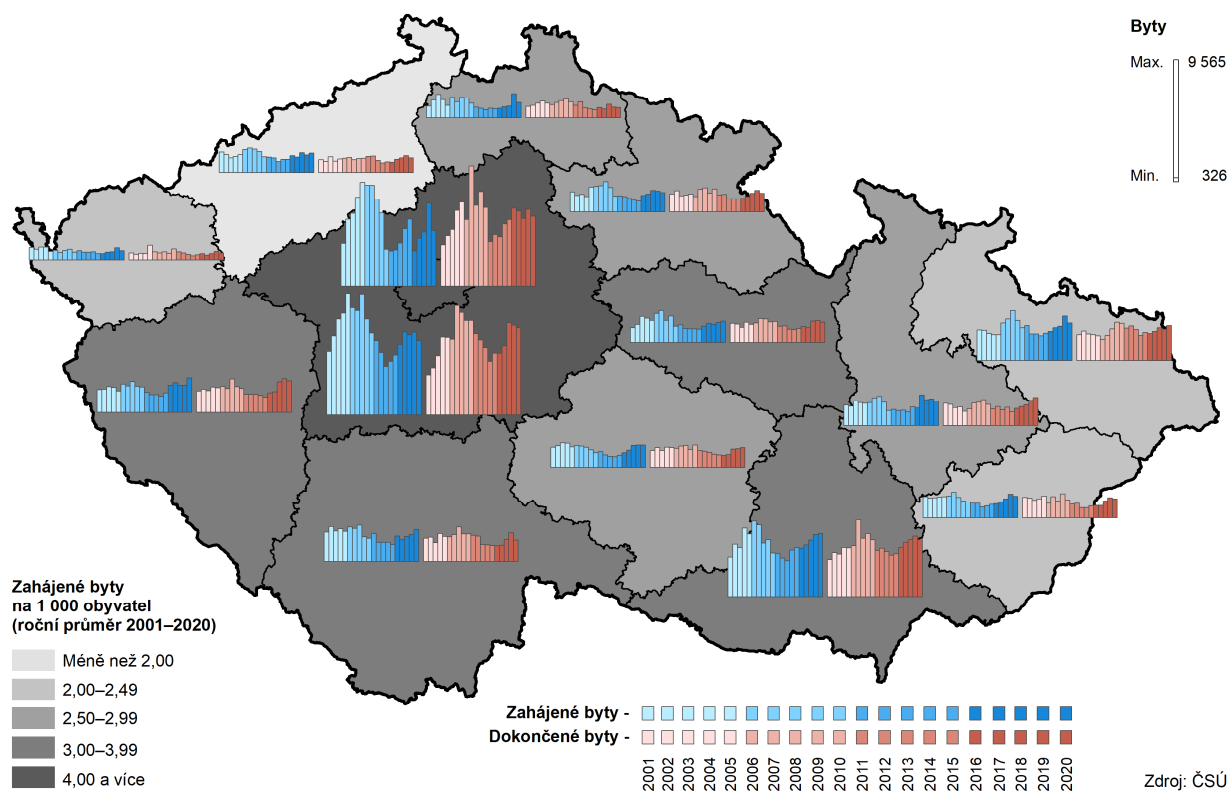 Byty
Max. 9 565
Min. 326
Zahájené byty
na 1 000 obyvatel
(roční průměr 2001–2020)
Méně než 2,00
2,00–2,49
2,50–2,99
3,00–3,99
4,00 a více
Zahájené byty -
Dokončené byty -
2001 2002 2003 2004 2005 2006 2007 2008 2009 2010 2011 2012 2013 2014 2015 2016 2017 2018 2019 2020
Zdroj: ČSÚ